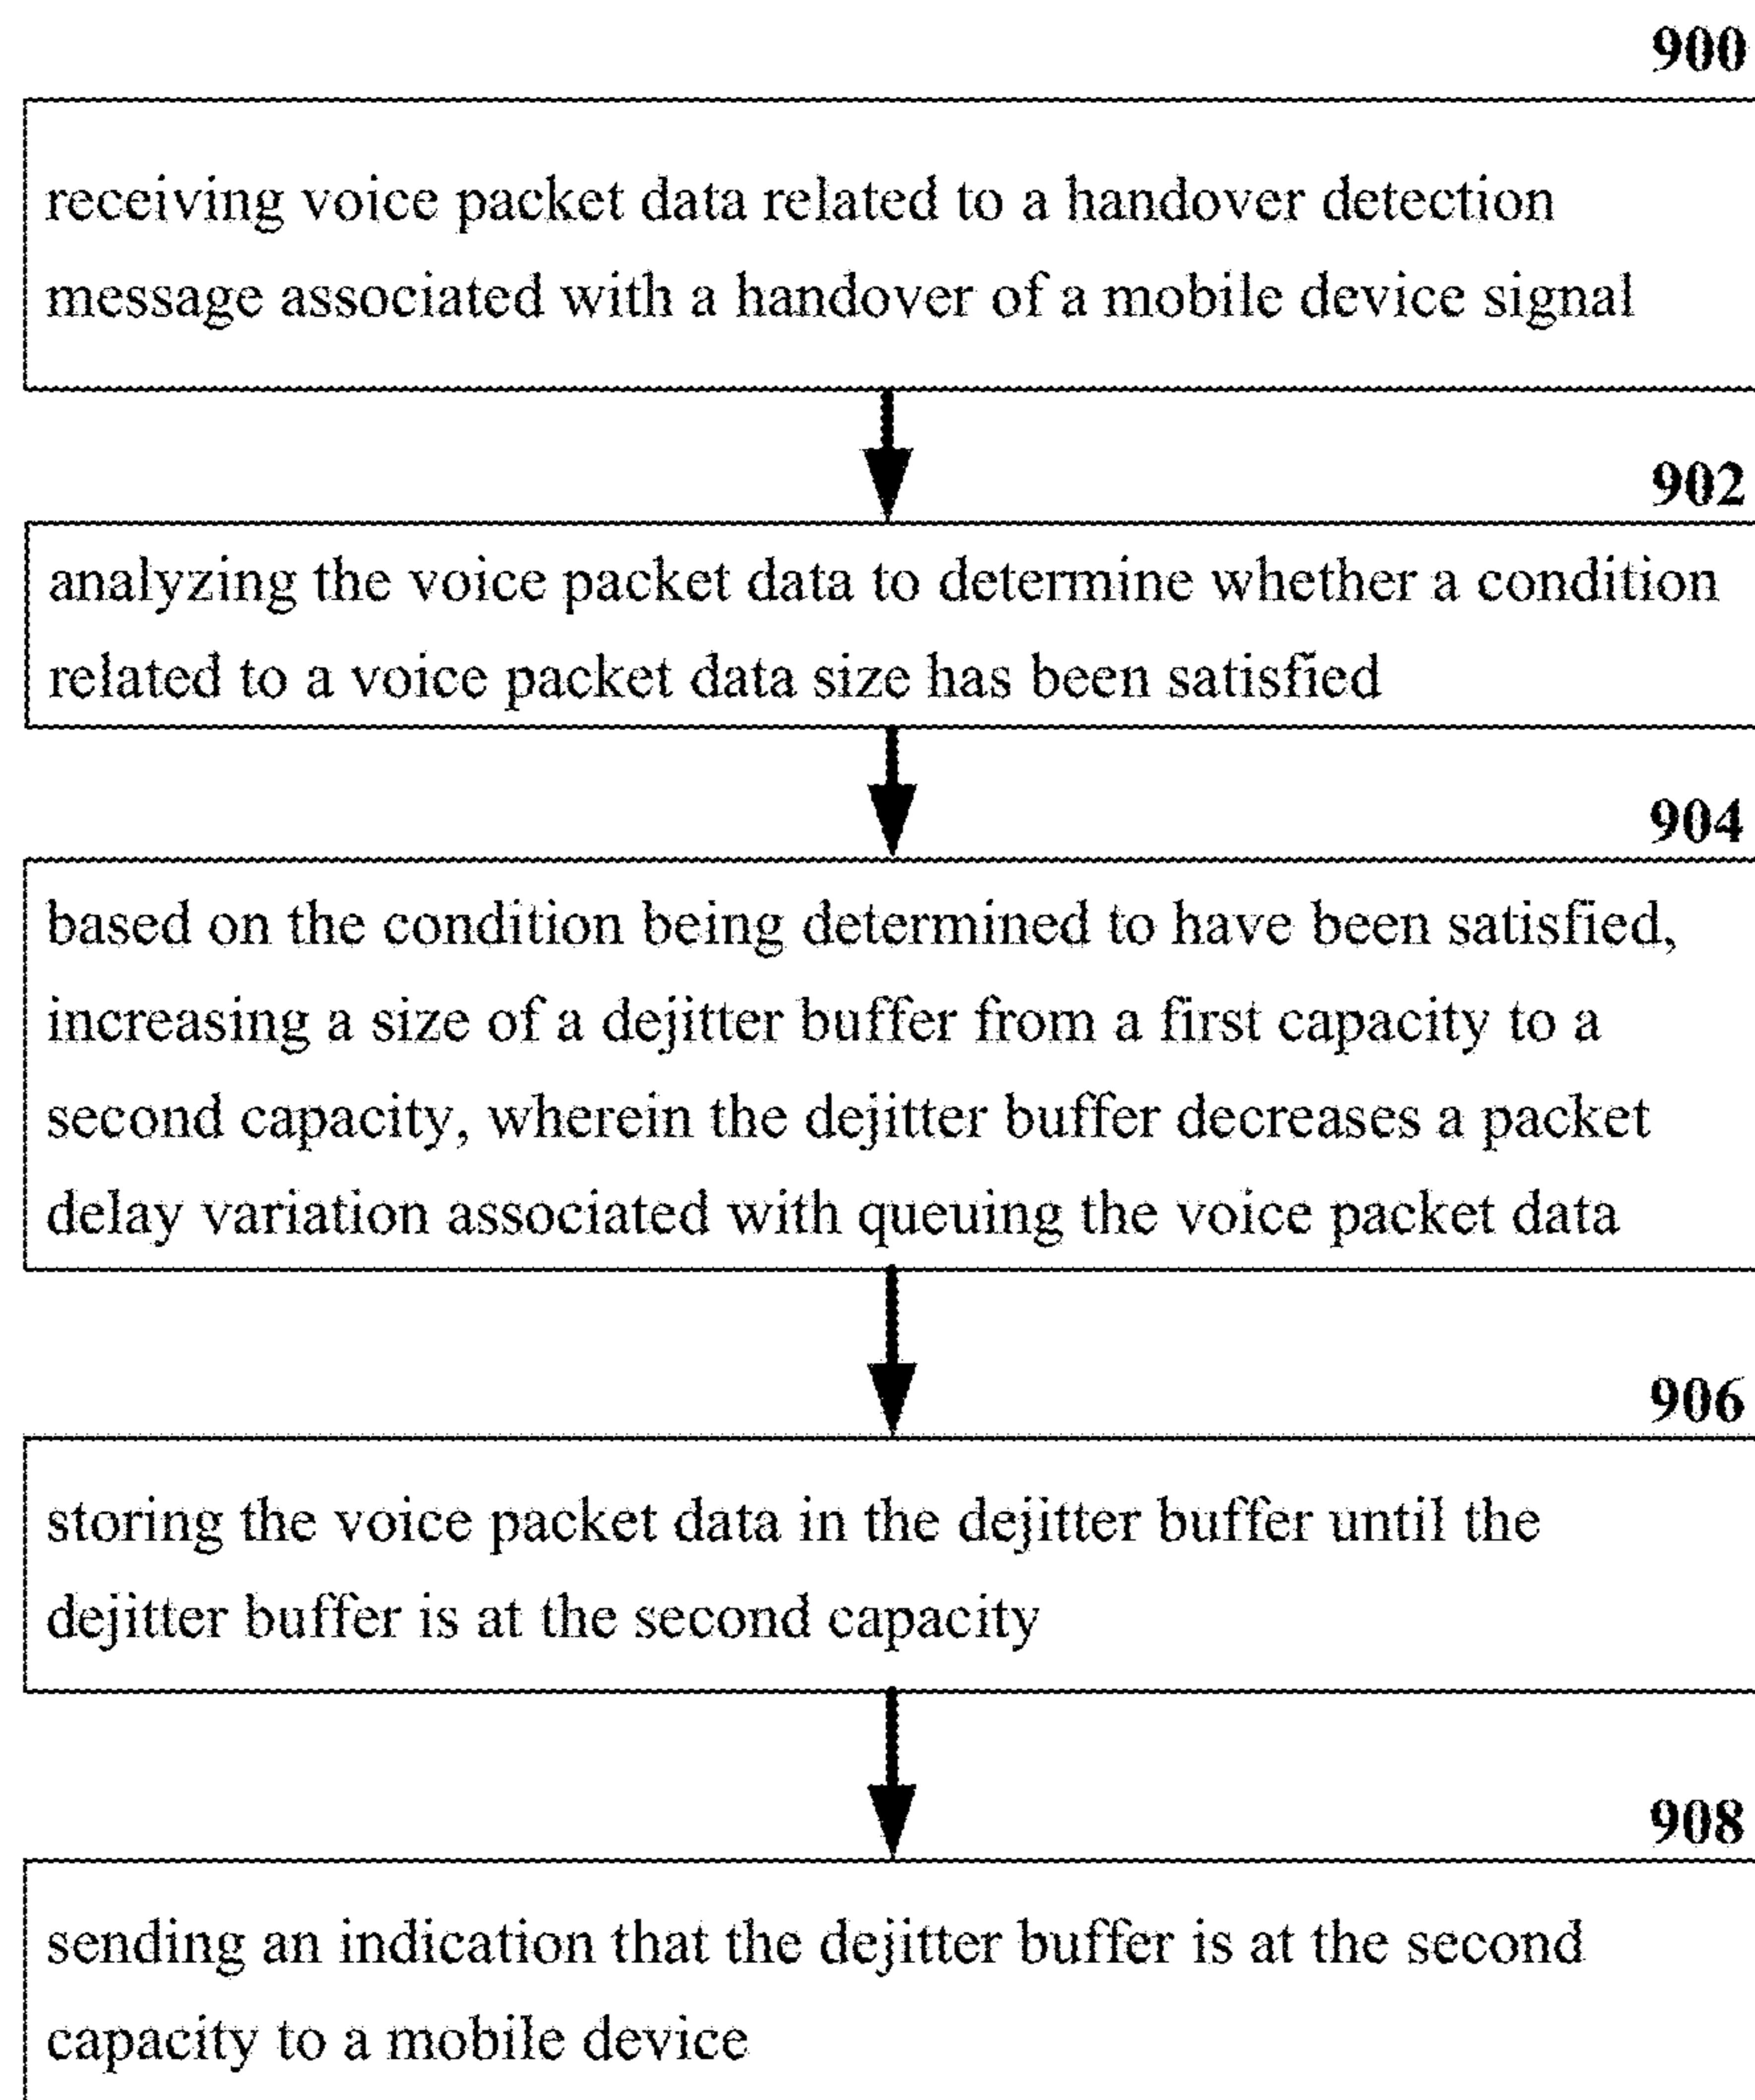 900
receiving voice packet data related to a handover detection
message associated with a handover of a mobile device signal
902
analyzing the voice packet data to determine whether a condition
related to a voice packet data size has been satisfied
904
based on the condition being determined to have been satisfied,
increasing a size of a dejitter buffer from a first capacity to a
second capacity, wherein the dejitter buffer decreases a packet
delay variation associated with queuing the voice packet data
906
storing the voice packet data in the dejitter buffer until the
dejitter buffer is at the second capacity
908
sending an indication that the dejitter buffer is at the second
capacity to a mobile device